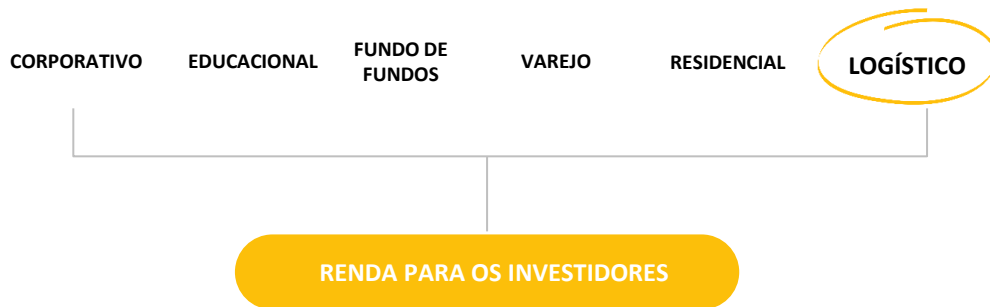 CORPORATIVO
EDUCACIONAL
FUNDO DE
FUNDOS
VAREJO
RESIDENCIAL
LOGÍSTICO
RENDA PARA OS INVESTIDORES